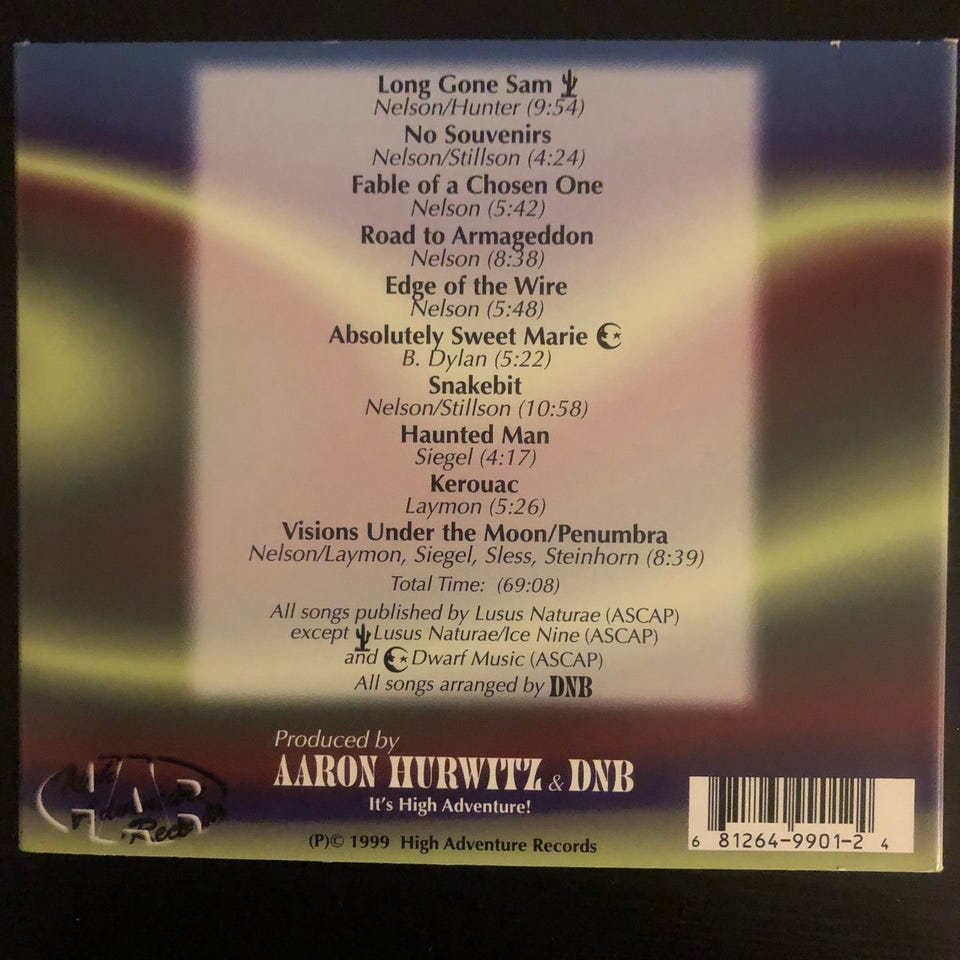 Long Gone Sam
Nelson/Hunter (9:54)
No Souvenirs
Nelson/Stillson (4:24)
Fable of a Chosen One
Nelson (5:42)
Road to Armageddon
Nelson (8:38)
Edge of the Wire
Nelson (5:48)
Absolutely Sweet Marie
B. Dylan (5:22)
Snakebit
Nelson/Stillson (10:58)
Haunted Man
Siegel (4:17)
Kerouac
Laymon (5:26)
Visions Under the Moon/Penumbra
Nelson/Laymon, Siegel, Sless, Steinhorn (8:39)
Total Time: (69:08)
All songs published by Lusus Naturae (ASCAP)
except Lusus Naturae/Ice Nine (ASCAP)
and Dwarf Music (ASCAP)
All songs arranged by DNB
Produced by
AARON HURWITZ & DNB
It's High Adventure!
(P)© 1999 High Adventure Records
HAR
6 81264-9901-2 4